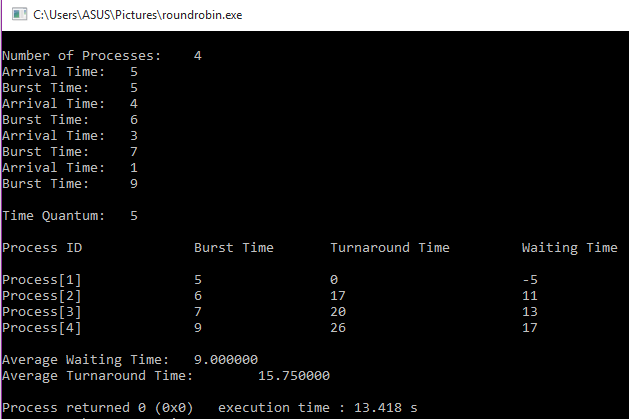 C:\Users\ASUS\Pictures\roundrobin.exe
Number of Processes: 4
Arrival Time: 5
Burst Time: 5
Arrival Time: 4
Burst Time: 6
Arrival Time: 3
Burst Time: 7
Arrival Time: 1
Burst Time: 9
Time Quantum: 5
Process ID Burst Time Turnaround Time Waiting Time
Process[1] 5 0 -5
Process[2] 6 17 11
Process[3] 7 20 13
Process[4] 9 26 17
Average Waiting Time: 9.000000
Average Turnaround Time: 15.750000
Process returned 0 (0x0) execution time : 13.418 s